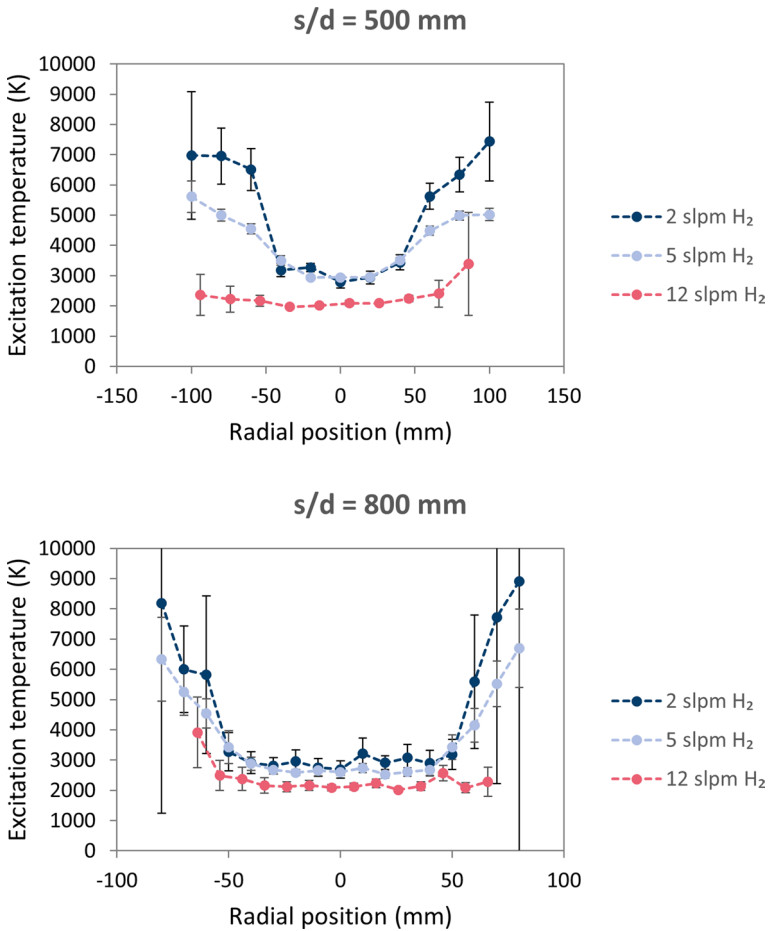 s/d = 500 mm
Excitation temperature (K)
10000
9000
8000
7000
6000
5000
4000
3000
2000
1000
0
-150 -100 -50 0 50 100 150
Radial position (mm)
2 slpm H₂
5 slpm H₂
12 slpm H₂
s/d = 800 mm
Excitation temperature (K)
10000
9000
8000
7000
6000
5000
4000
3000
2000
1000
0
-100 -50 0 50 100
Radial position (mm)
2 slpm H₂
5 slpm H₂
12 slpm H₂